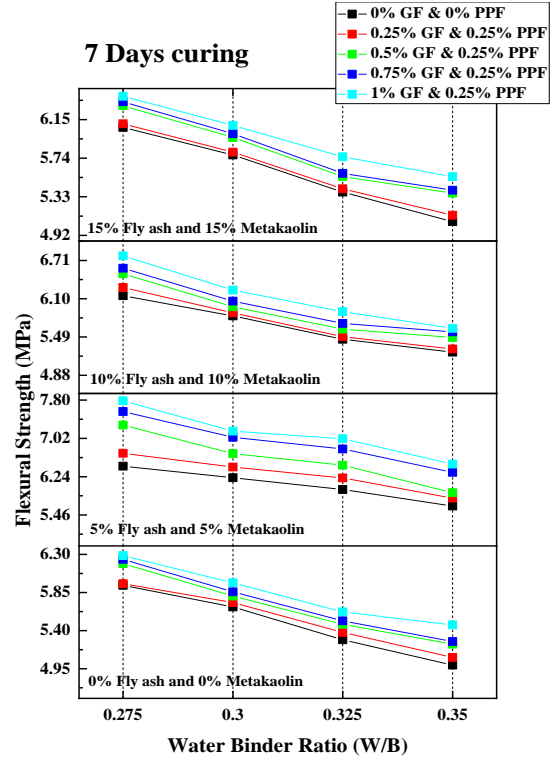 0% GF & 0% PPF
0.25% GF & 0.25% PPF
0.5% GF & 0.25% PPF
0.75% GF & 0.25% PPF
1% GF & 0.25% PPF
7 Days curing
6.15
5.74
5.33
4.92
15% Fly ash and 15% Metakaolin
6.71
6.10
5.49
4.88
10% Fly ash and 10% Metakaolin
7.80
7.02
6.24
5.46
5% Fly ash and 5% Metakaolin
6.30
5.85
5.40
4.95
0% Fly ash and 0% Metakaolin
Flexural Strength (MPa)
0.275 0.3 0.325 0.35
Water Binder Ratio (W/B)